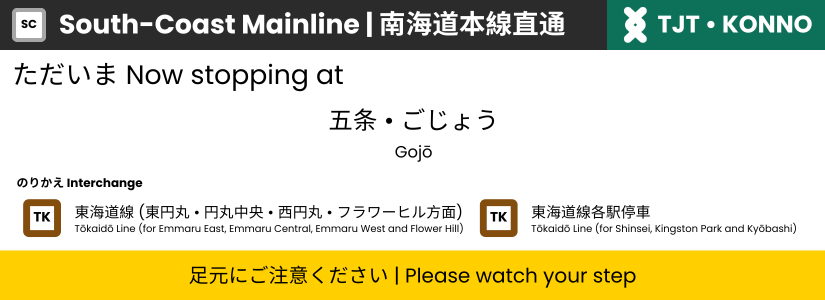 SC South-Coast Mainline | 南海道本線直通 TJT • KONNO
ただいま Now stopping at
五条 • ごじょう
Gojō
のりかえ Interchange
TK 東海道線 (東円丸 • 円丸中央 • 西円丸 • フラワーヒル方面)
Tōkaidō Line (for Emmaru East, Emmaru Central, Emmaru West and Flower Hill)
TK 東海道線各駅停車
Tōkaidō Line (for Shinsei, Kingston Park and Kyōbashi)
足元にご注意ください | Please watch your step